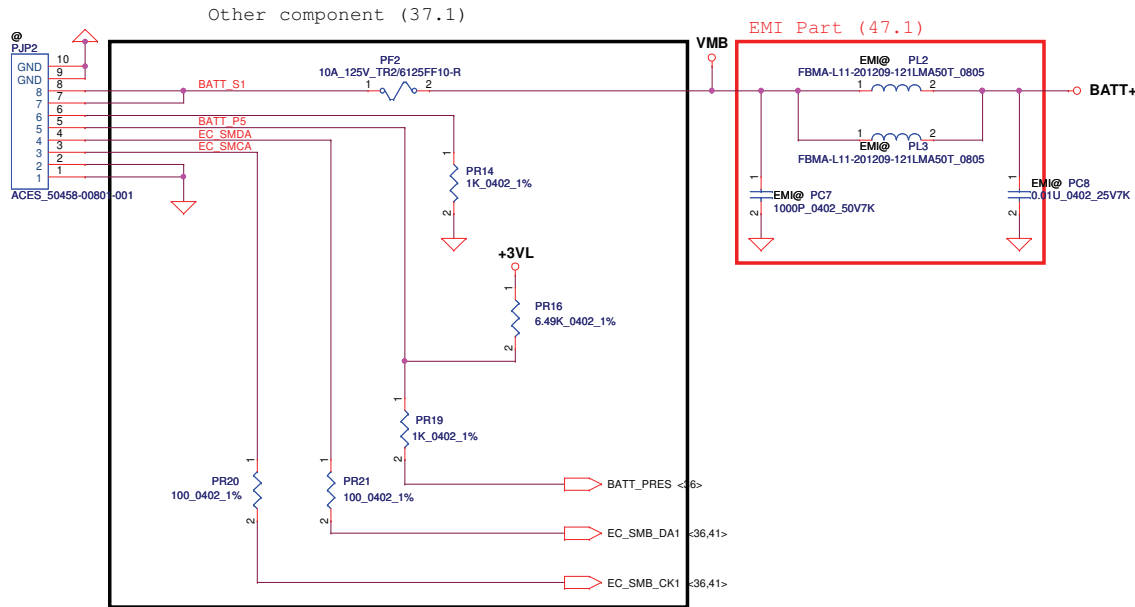 Other component (37.1)
EMI Part (47.1)
@
PJP2
GND 10
GND 9
8 8
7 7
6 6
5 5
4 4
3 3
2 2
1 1
ACES_50458-00801-001
BATT_S1
BATT_P5
EC_SMDA
EC_SMCA
PF2
10A_125V_TR2/6125FF10-R
1 2
VMB
EMI@ PL2
FBMA-L11-201209-121LMA50T_0805
1 2
BATT+
1 2
EMI@ PL3
FBMA-L11-201209-121LMA50T_0805
1
EMI@ PC7
1000P_0402_50V7K
2
1
EMI@ PC8
0.01U_0402_25V7K
2
1
PR14
1K_0402_1%
2
+3VL
1
PR16
6.49K_0402_1%
2
1
PR19
1K_0402_1%
2
1
PR20
100_0402_1%
2
1
PR21
100_0402_1%
2
BATT_PRES <36>
EC_SMB_DA1 <36,41>
EC_SMB_CK1 <36,41>